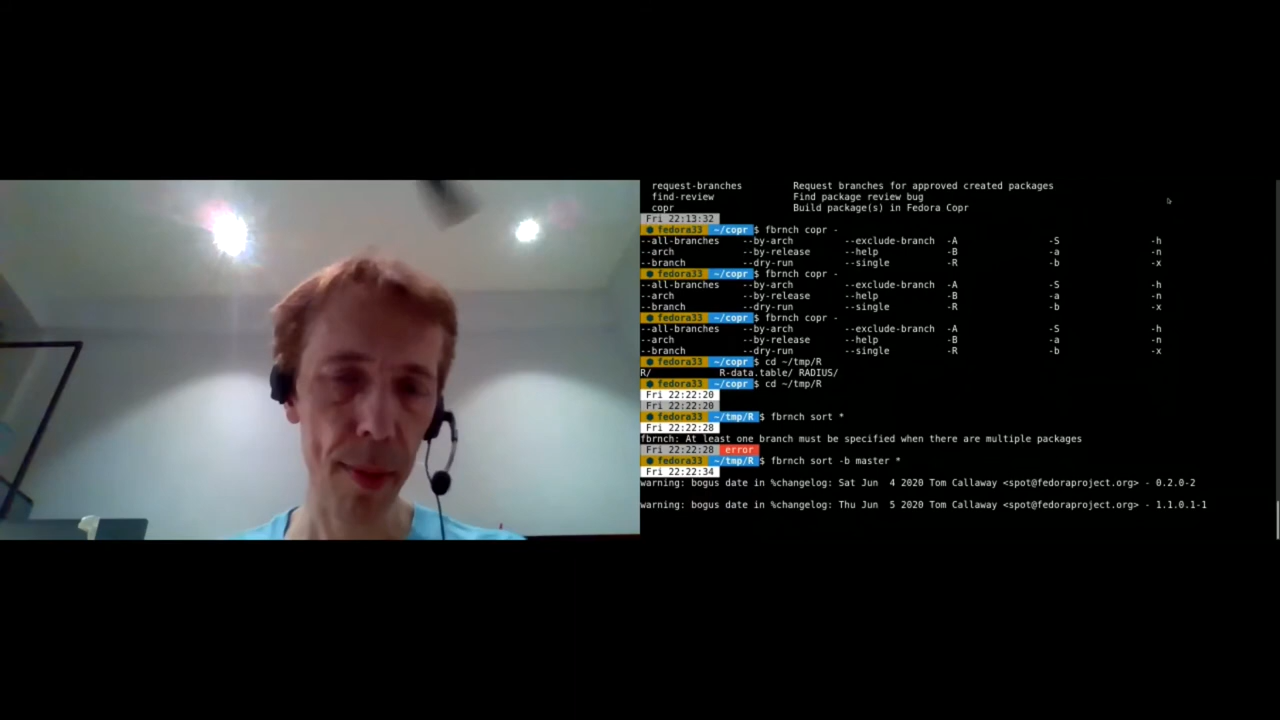 request-branches Request branches for approved created packages
find-review Find package review bug
copr Build package(s) in Fedora Copr
Fri 22:13:32
fedora33 ~/copr $ fbrnch copr -
--all-branches --by-arch --exclude-branch -A -S -h
--arch --by-release --help -B -a -n
--branch --dry-run --single -R -b -x
fedora33 ~/copr $ fbrnch copr -
--all-branches --by-arch --exclude-branch -A -S -h
--arch --by-release --help -B -a -n
--branch --dry-run --single -R -b -x
fedora33 ~/copr $ fbrnch copr -
--all-branches --by-arch --exclude-branch -A -S -h
--arch --by-release --help -B -a -n
--branch --dry-run --single -R -b -x
fedora33 ~/copr $ cd ~/tmp/R
R/ R-data.table/ RADIUS/
fedora33 ~/copr $ cd ~/tmp/R
Fri 22:22:20
Fri 22:22:20
fedora33 ~/tmp/R $ fbrnch sort *
Fri 22:22:28
fbrnch: At least one branch must be specified when there are multiple packages
Fri 22:22:28 error
fedora33 ~/tmp/R $ fbrnch sort -b master *
Fri 22:22:34
warning: bogus date in %changelog: Sat Jun  4 2020 Tom Callaway <spot@fedoraproject.org> - 0.2.0-2
warning: bogus date in %changelog: Thu Jun  5 2020 Tom Callaway <spot@fedoraproject.org> - 1.1.0.1-1